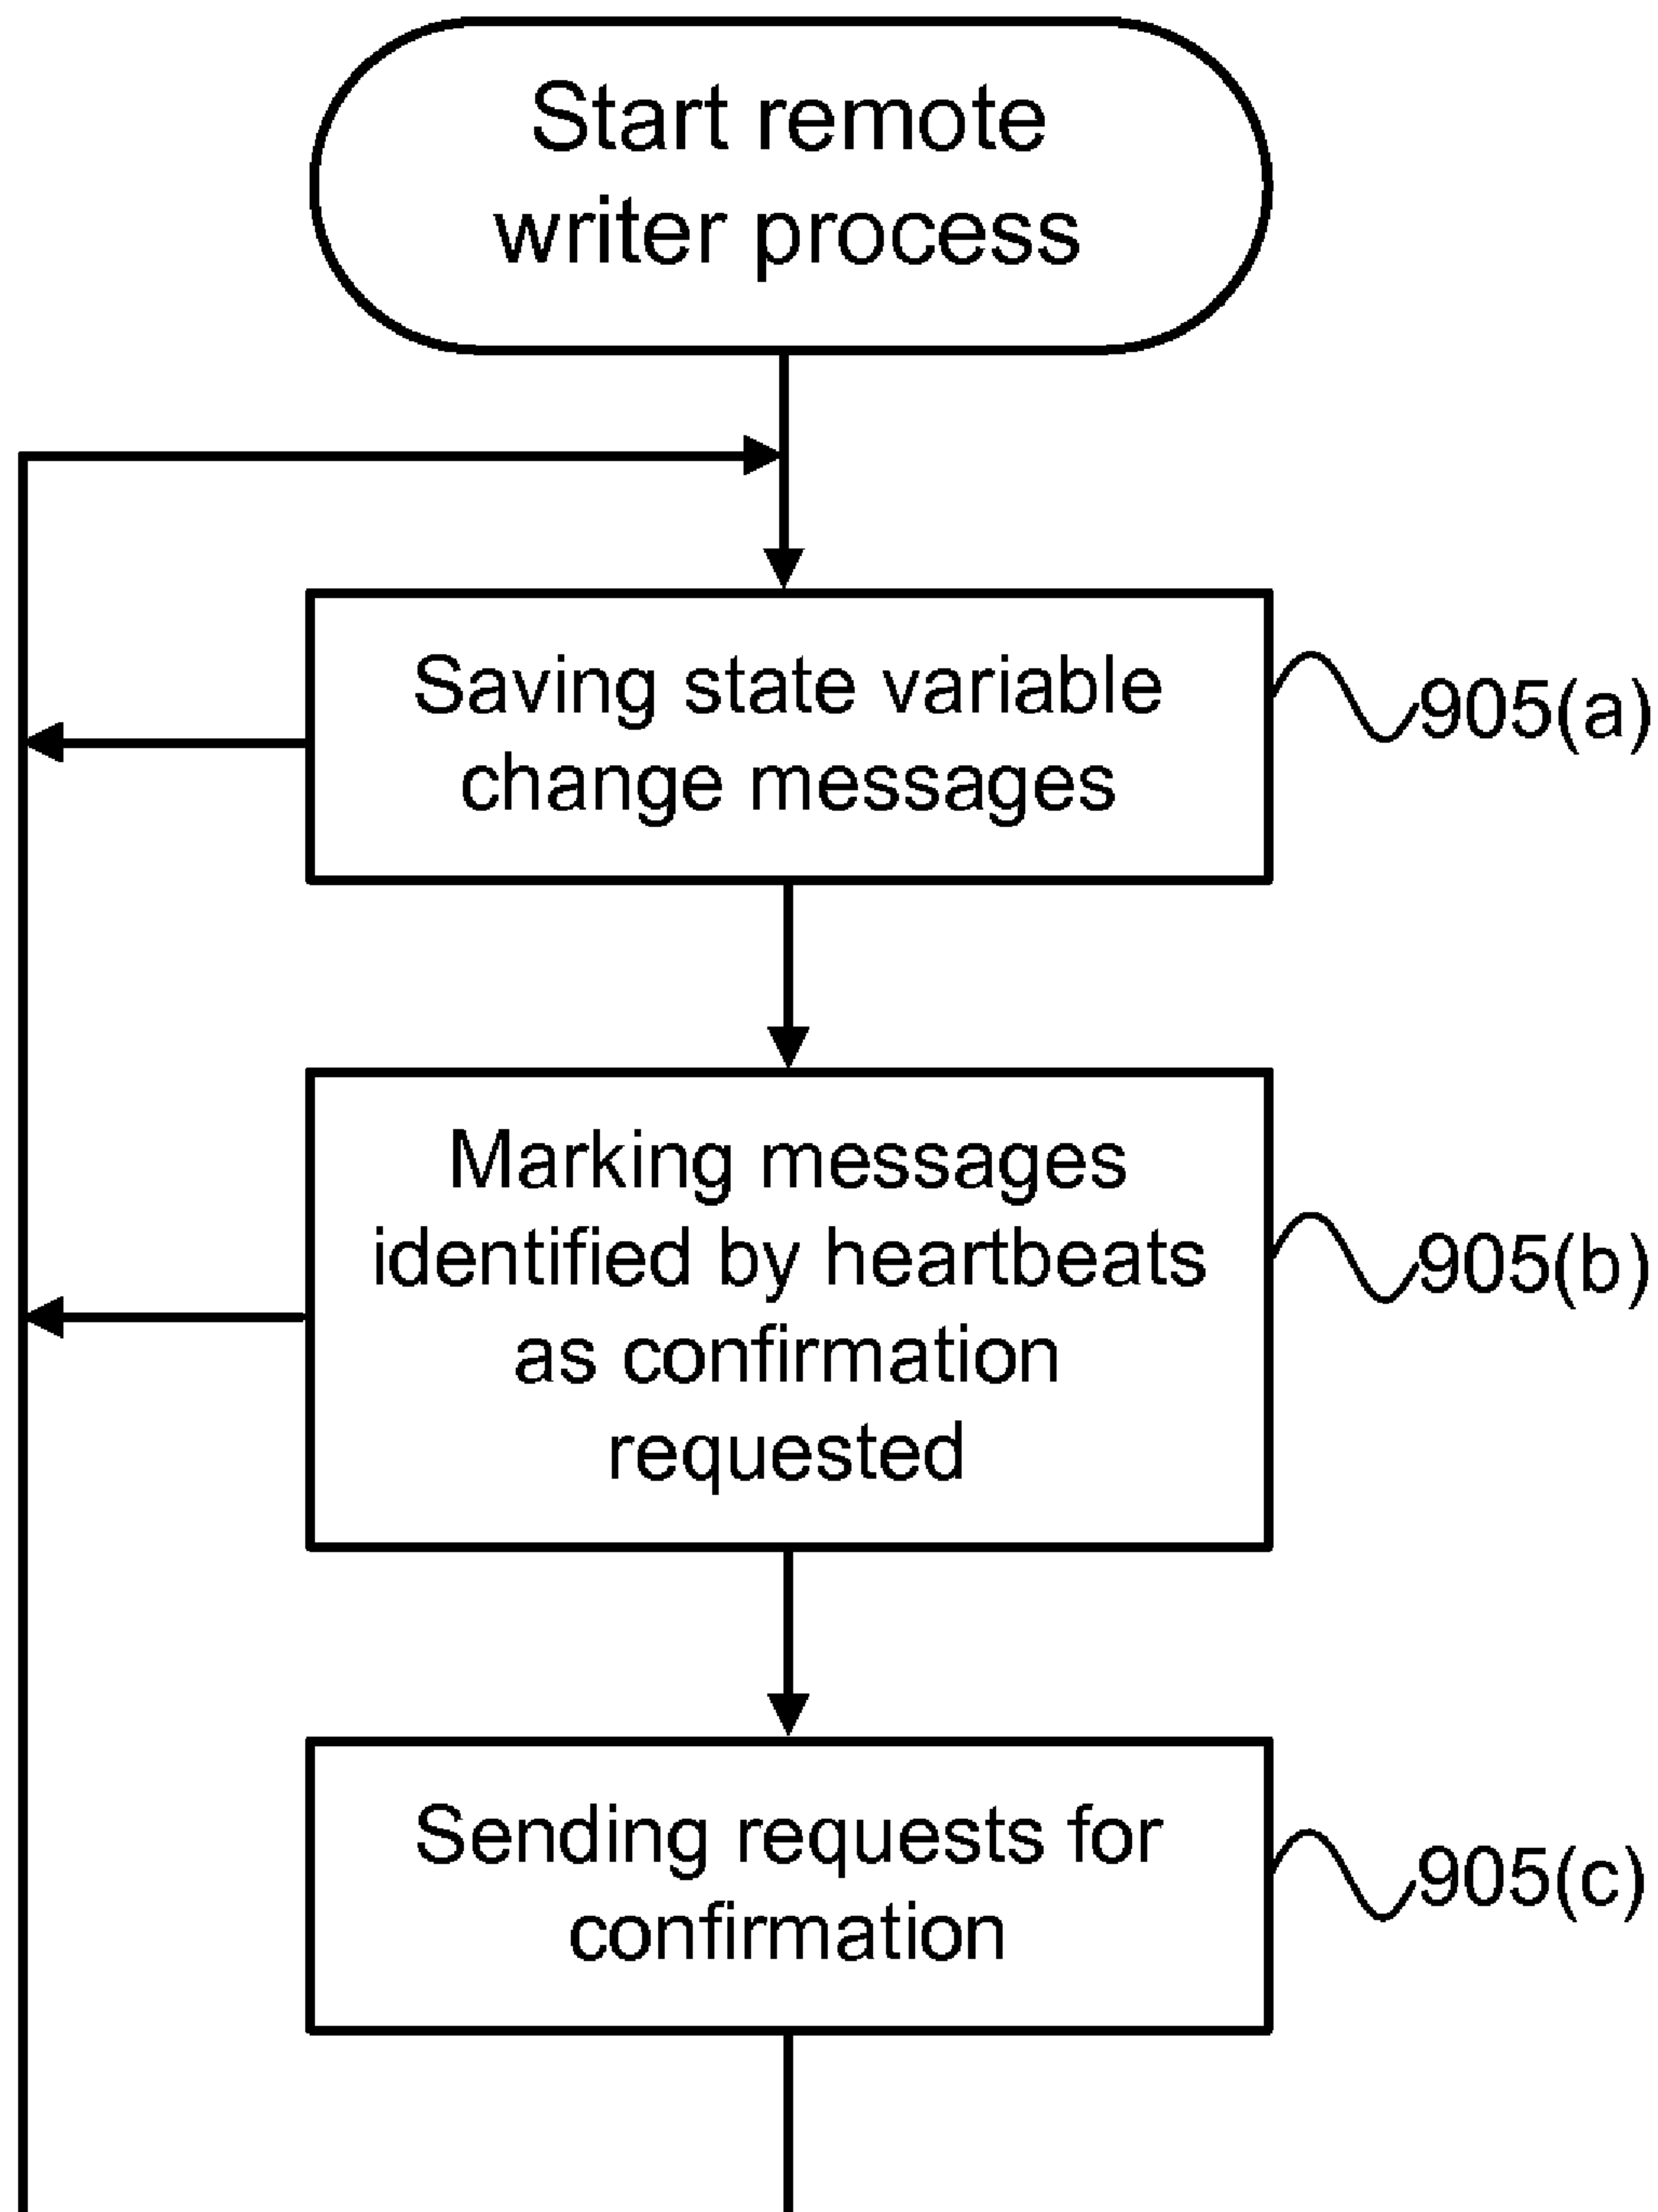 Start remote
writer process
Saving state variable
change messages
905(a)
Marking messages
identified by heartbeats
as confirmation
requested
905(b)
Sending requests for
confirmation
905(c)